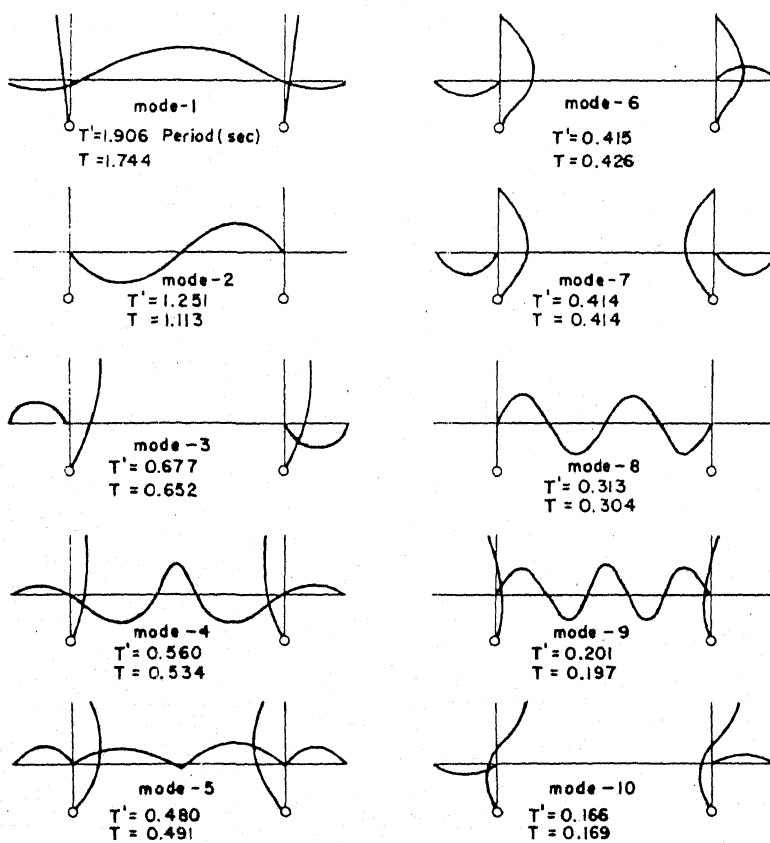 mode-1
T'=1.906 Period(sec)
T = 1.744
mode-2
T'= 1.251
T = 1.113
mode-3
T'= 0.677
T = 0.652
mode-4
T'= 0.560
T = 0.534
mode-5
T'= 0.480
T = 0.491
mode-6
T'= 0.415
T = 0.426
mode-7
T'= 0.414
T = 0.414
mode-8
T'= 0.313
T = 0.304
mode-9
T'= 0.201
T = 0.197
mode-10
T'= 0.166
T = 0.169